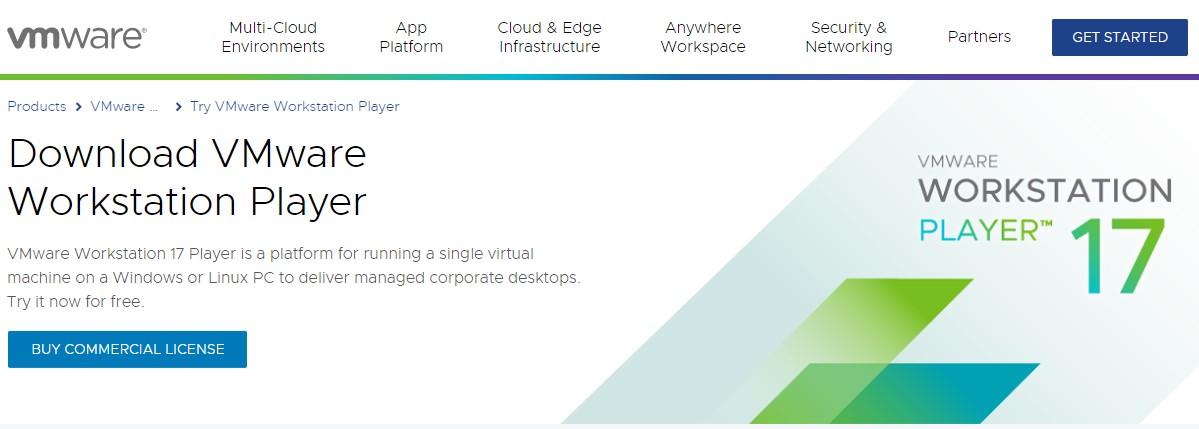 vmware®
Multi-Cloud
Environments
App
Platform
Cloud & Edge
Infrastructure
Anywhere
Workspace
Security &
Networking
Partners
GET STARTED
Products > VMware ... > Try VMware Workstation Player
Download VMware
Workstation Player
VMware Workstation 17 Player is a platform for running a single virtual
machine on a Windows or Linux PC to deliver managed corporate desktops.
Try it now for free.
BUY COMMERCIAL LICENSE
VMWARE
WORKSTATION
PLAYER™ 17